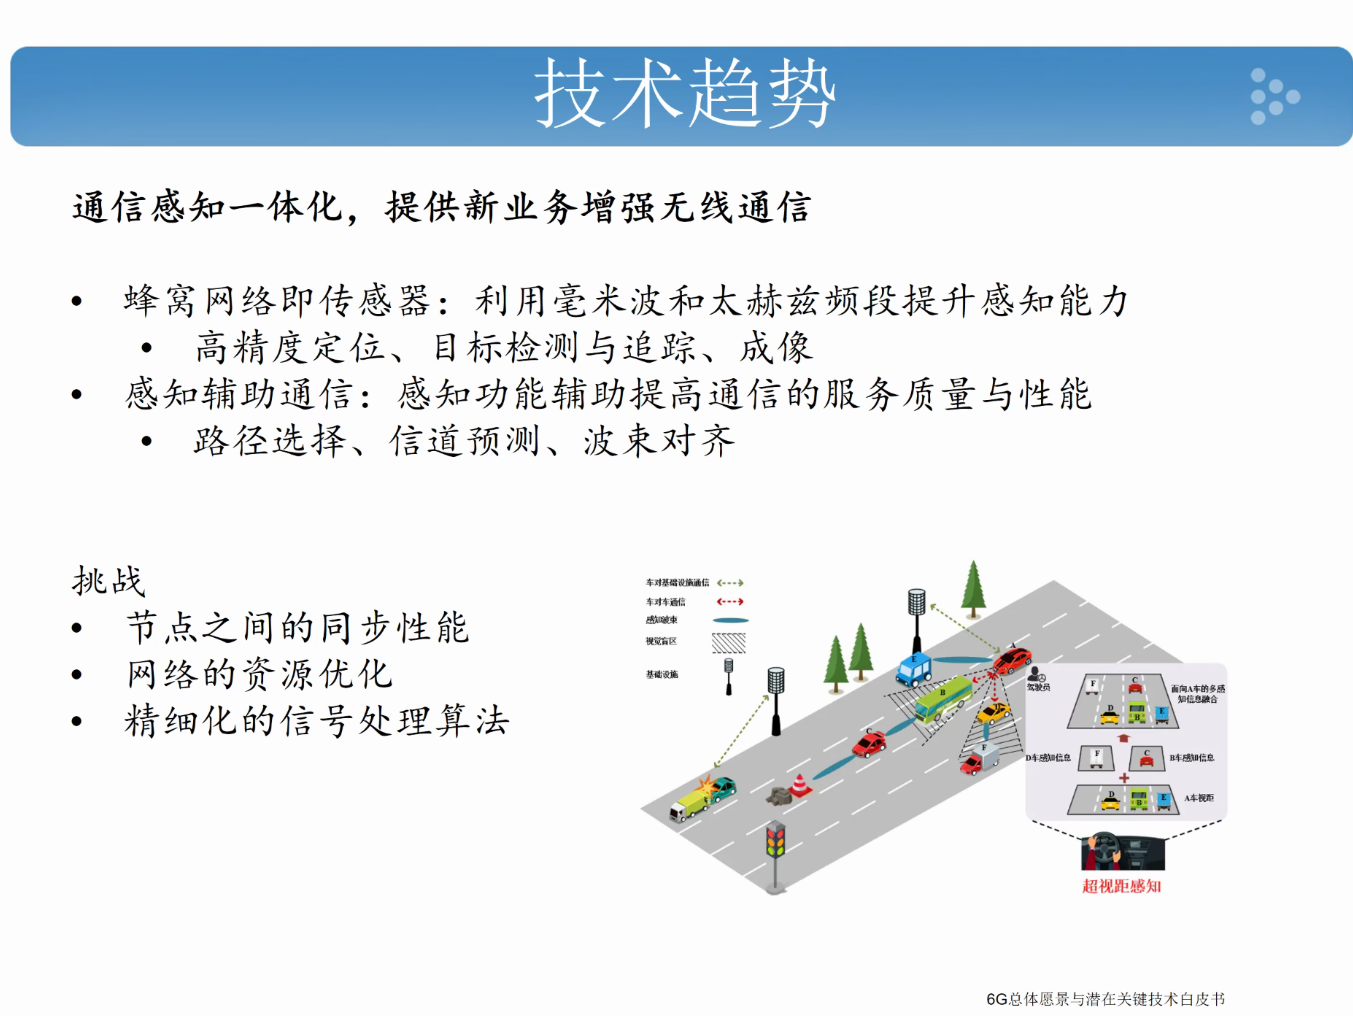 技术趋势
通信感知一体化，提供新业务增强无线通信
• 蜂窝网络即传感器：利用毫米波和太赫兹频段提升感知能力
• 高精度定位、目标检测与追踪、成像
• 感知辅助通信：感知功能辅助提高通信的服务质量与性能
• 路径选择、信道预测、波束对齐
挑战
• 节点之间的同步性能
• 网络的资源优化
• 精细化的信号处理算法
车对基础设施通信
车对车通信
感知波束
视觉盲区
基础设施
A
E
B
C
F
驾驶员
F
C
D
B
E
面向A车的多感
知信息融合
D车感知信息
F
C
B车感知信息
+
D
B
E
A车视距
超视距感知
6G总体愿景与潜在关键技术白皮书